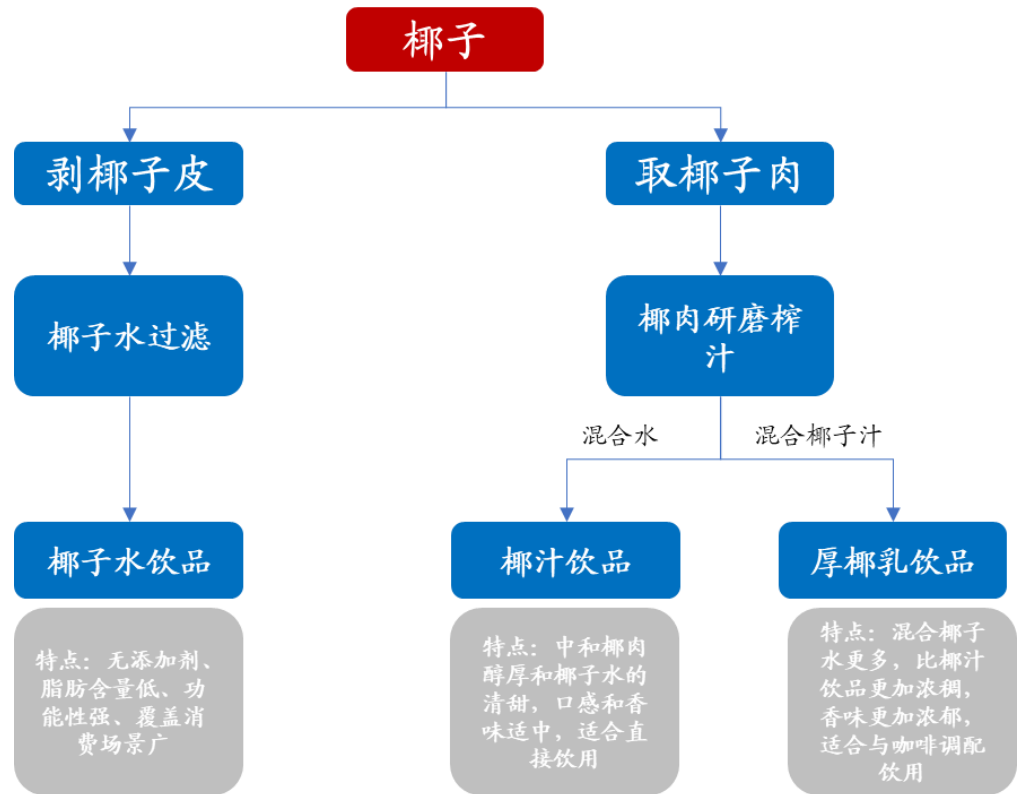 椰子
剥椰子皮
取椰子肉
椰子水过滤
椰肉研磨榨
汁
混合水
混合椰子汁
椰子水饮品
椰汁饮品
厚椰乳饮品
特点：无添加剂、
脂肪含量低、功
能性强、覆盖消
费场景广
特点：中和椰肉
醇厚和椰子水的
清甜，口感和香
味适中，适合直
接饮用
特点：混合椰子
水更多，比椰汁
饮品更加浓稠，
香味更加浓郁，
适合与咖啡调配
饮用